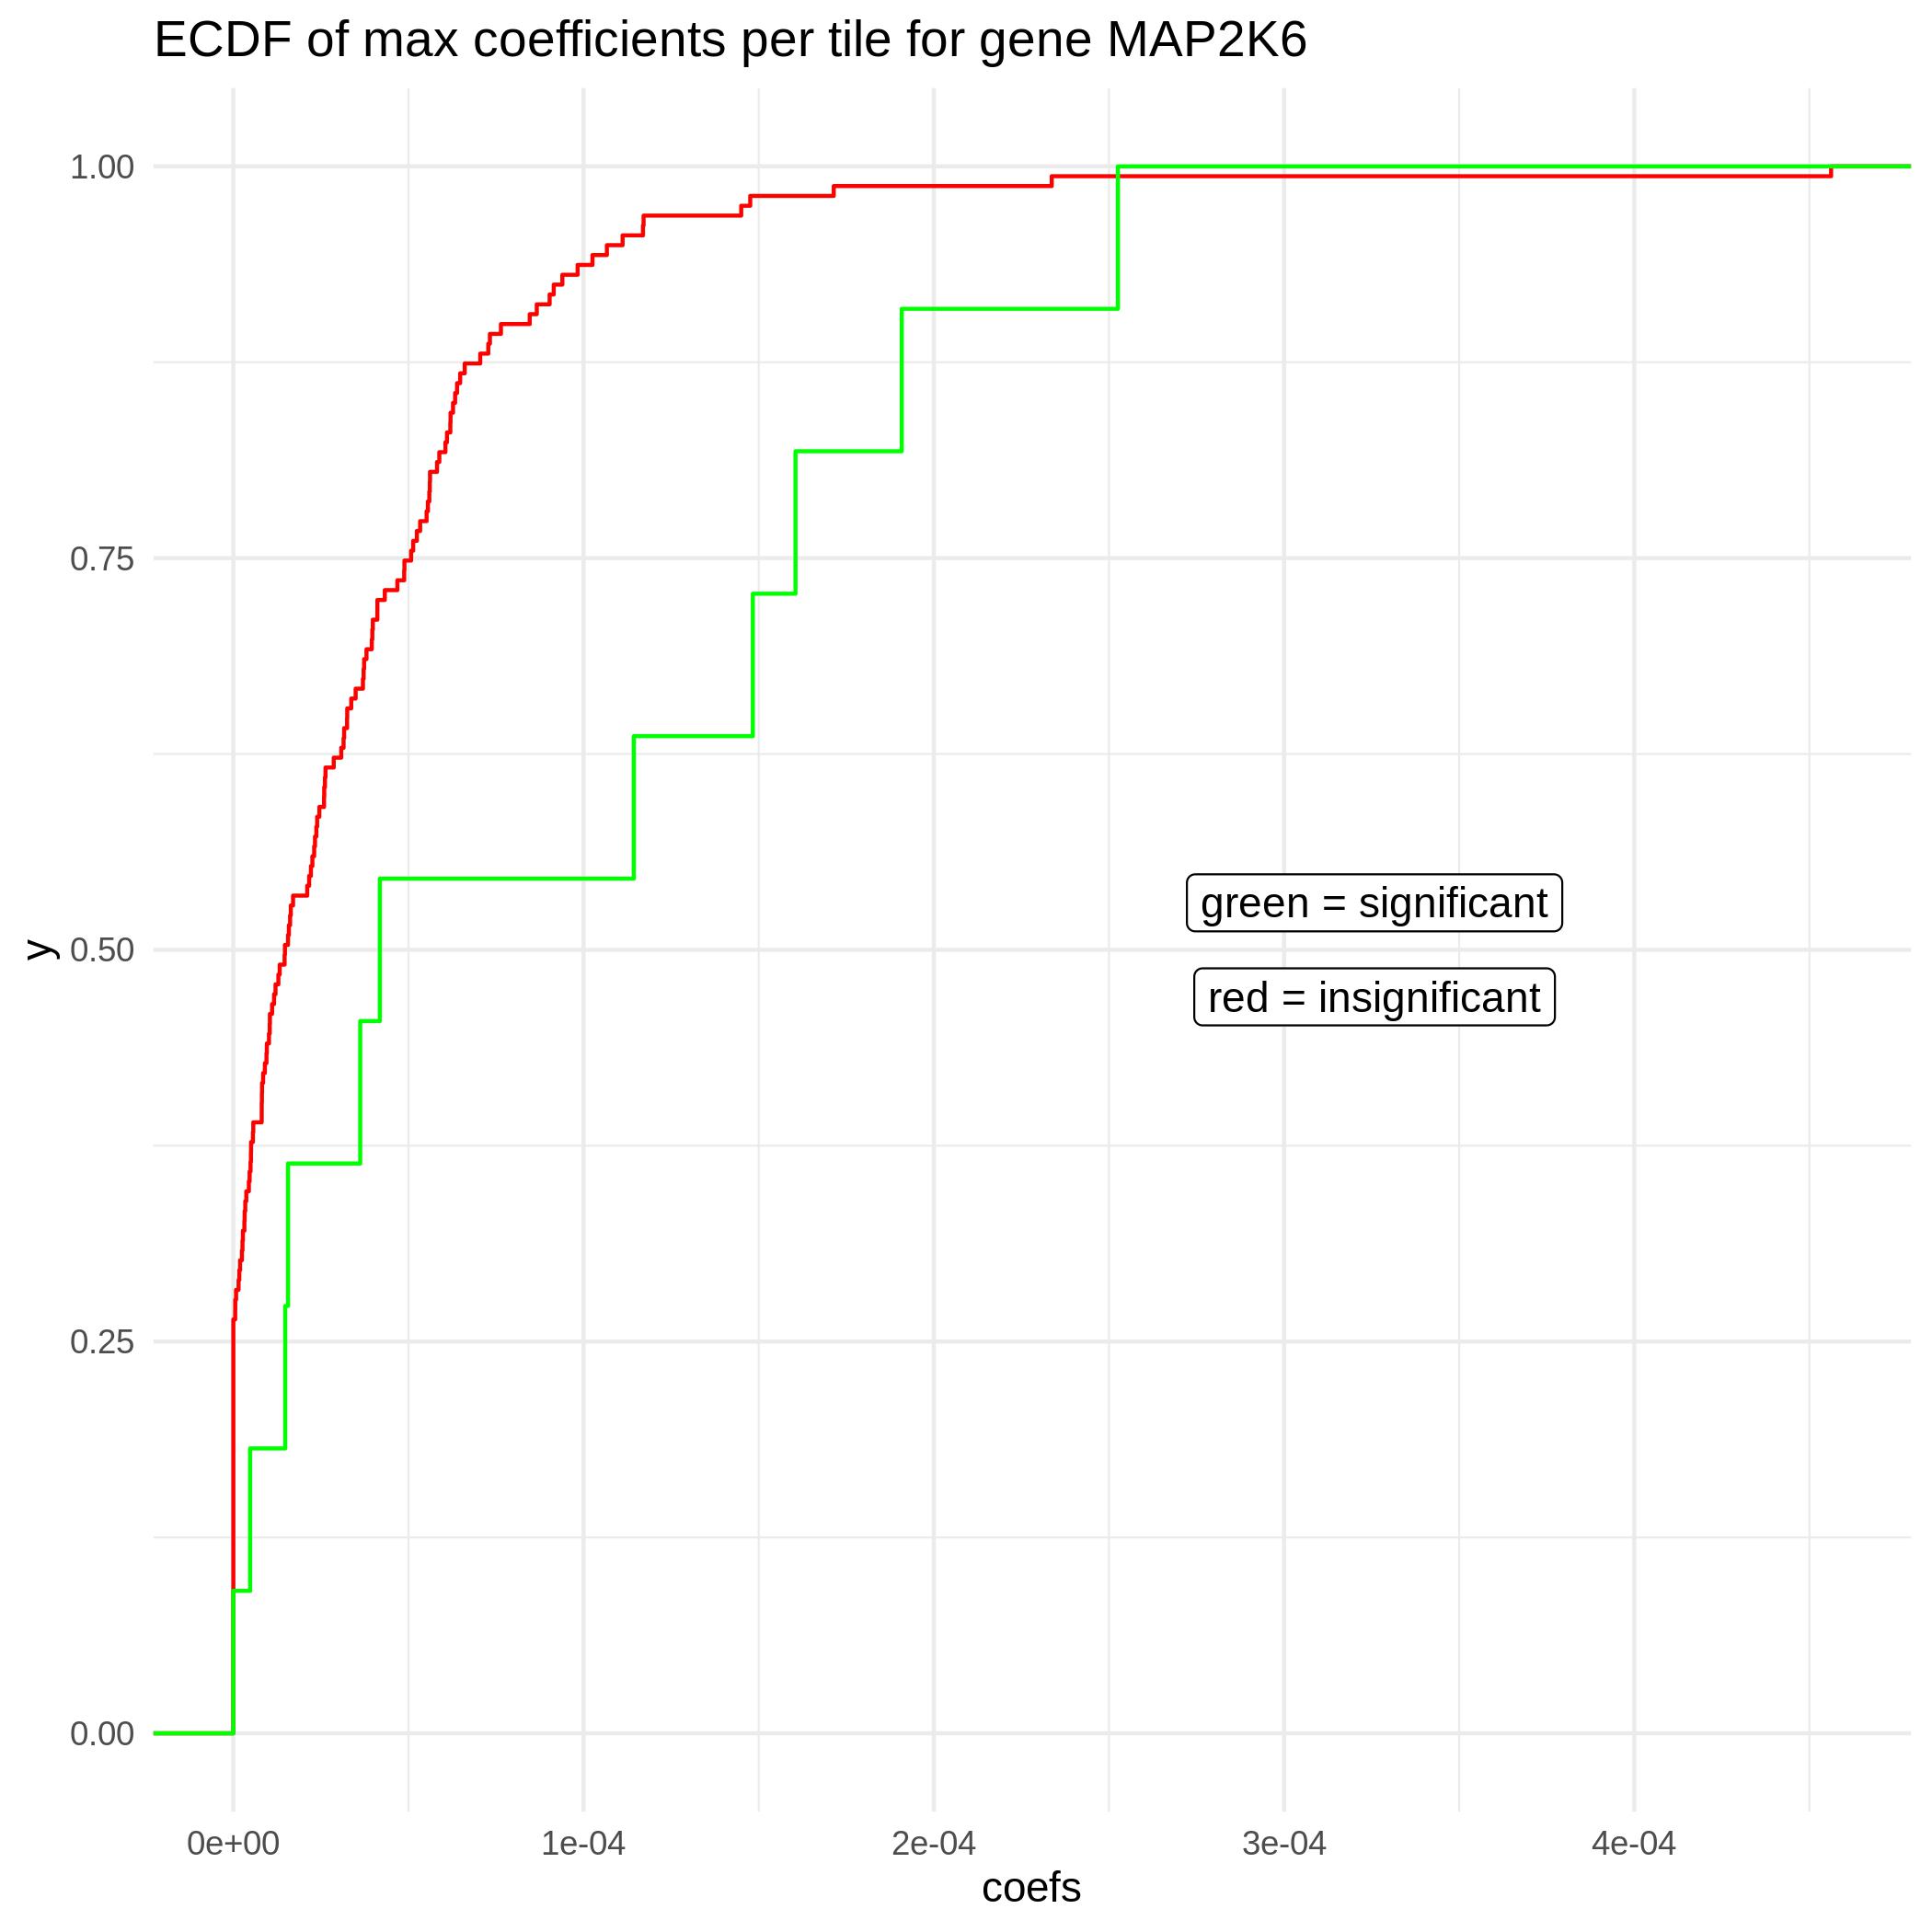 ECDF of max coefficients per tile for gene MAP2K6
1.00
0.75
0.50
0.25
0.00
y
green = significant
red = insignificant
0e+00 1e-04 2e-04 3e-04 4e-04
coefs